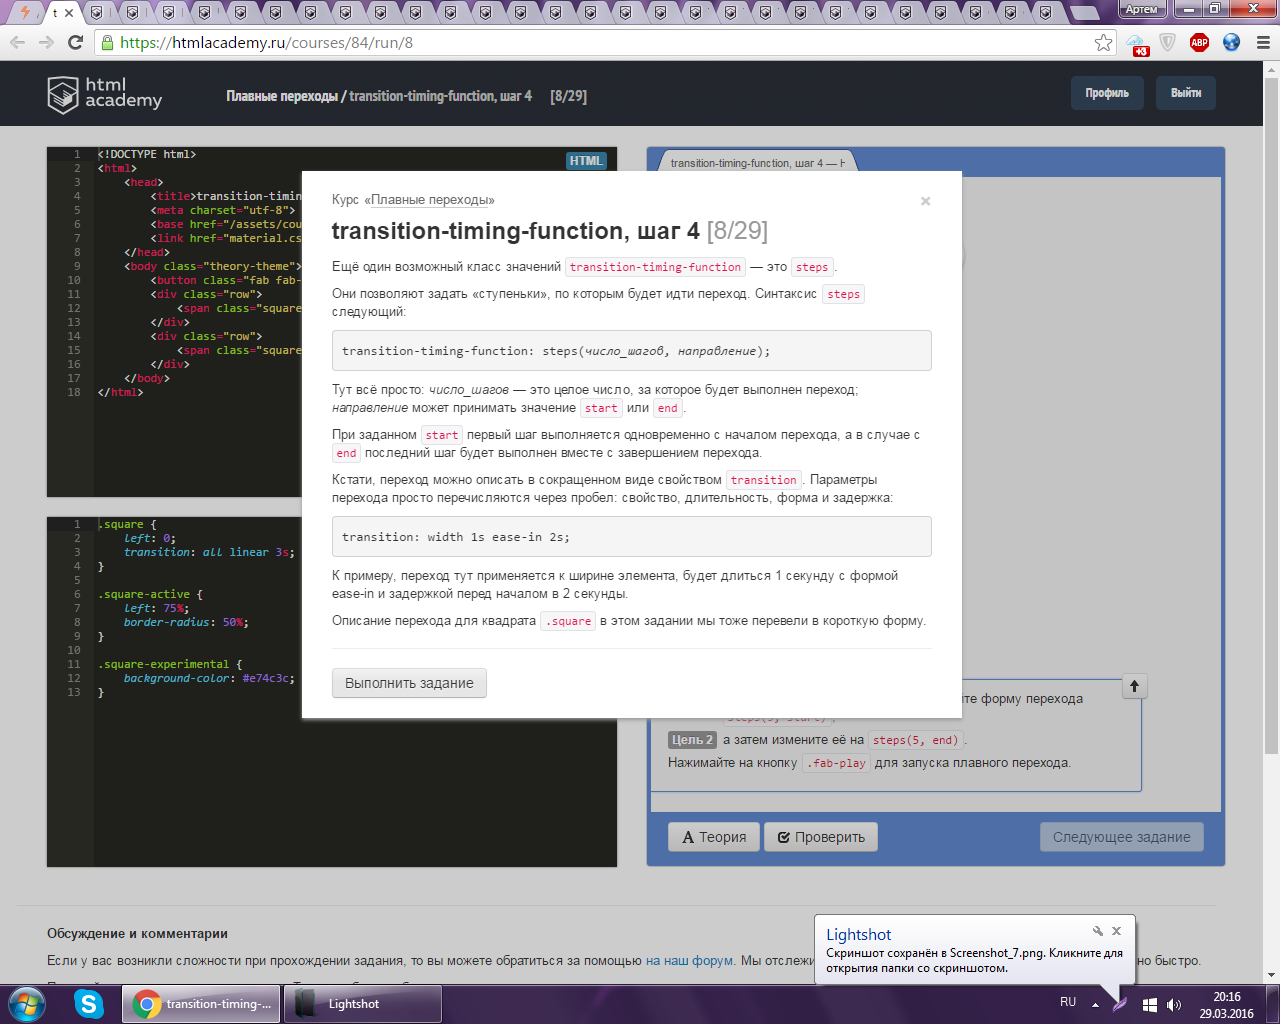 t
Артем
https://htmlacademy.ru/courses/84/run/8
+3
ABP
html academy
Плавные переходы / transition-timing-function, шаг 4 [8/29]
Профиль
Выйти
HTML
1 <!DOCTYPE html>
2 <html>
3 <head>
4 <title>transition-timin
5 <meta charset="utf-8">
6 <base href="/assets/cou
7 <link href="material.cs
8 </head>
9 <body class="theory-theme">
10 <button class="fab fab-
11 <div class="row">
12 <span class="square
13 </div>
14 <div class="row">
15 <span class="square
16 </div>
17 </body>
18 </html>
1 .square {
2 left: 0;
3 transition: all linear 3s;
4 }
5
6 .square-active {
7 left: 75%;
8 border-radius: 50%;
9 }
10
11 .square-experimental {
12 background-color: #e74c3c;
13 }
transition-timing-function, шаг 4 — H
Курс «Плавные переходы»
×
transition-timing-function, шаг 4 [8/29]
Ещё один возможный класс значений transition-timing-function — это steps.
Они позволяют задать «ступеньки», по которым будет идти переход. Синтаксис steps
следующий:
transition-timing-function: steps(число_шагов, направление);
Тут всё просто: число_шагов — это целое число, за которое будет выполнен переход;
направление может принимать значение start или end.
При заданном start первый шаг выполняется одновременно с началом перехода, а в случае с
end последний шаг будет выполнен вместе с завершением перехода.
Кстати, переход можно описать в сокращенном виде свойством transition. Параметры
перехода просто перечисляются через пробел: свойство, длительность, форма и задержка:
transition: width 1s ease-in 2s;
К примеру, переход тут применяется к ширине элемента, будет длиться 1 секунду с формой
ease-in и задержкой перед началом в 2 секунды.
Описание перехода для квадрата .square в этом задании мы тоже перевели в короткую форму.
Выполнить задание
те форму перехода
steps(5, start),
Цель 2 а затем измените её на steps(5, end).
Нажимайте на кнопку .fab-play для запуска плавного перехода.
Теория
Проверить
Следующее задание
Обсуждение и комментарии
Если у вас возникли сложности при прохождении задания, то вы можете обратиться за помощью на наш форум. Мы отслежи
но быстро.
Lightshot
Скриншот сохранён в Screenshot_7.png. Кликните для
открытия папки со скриншотом.
transition-timing-...
Lightshot
RU
20:16
29.03.2016